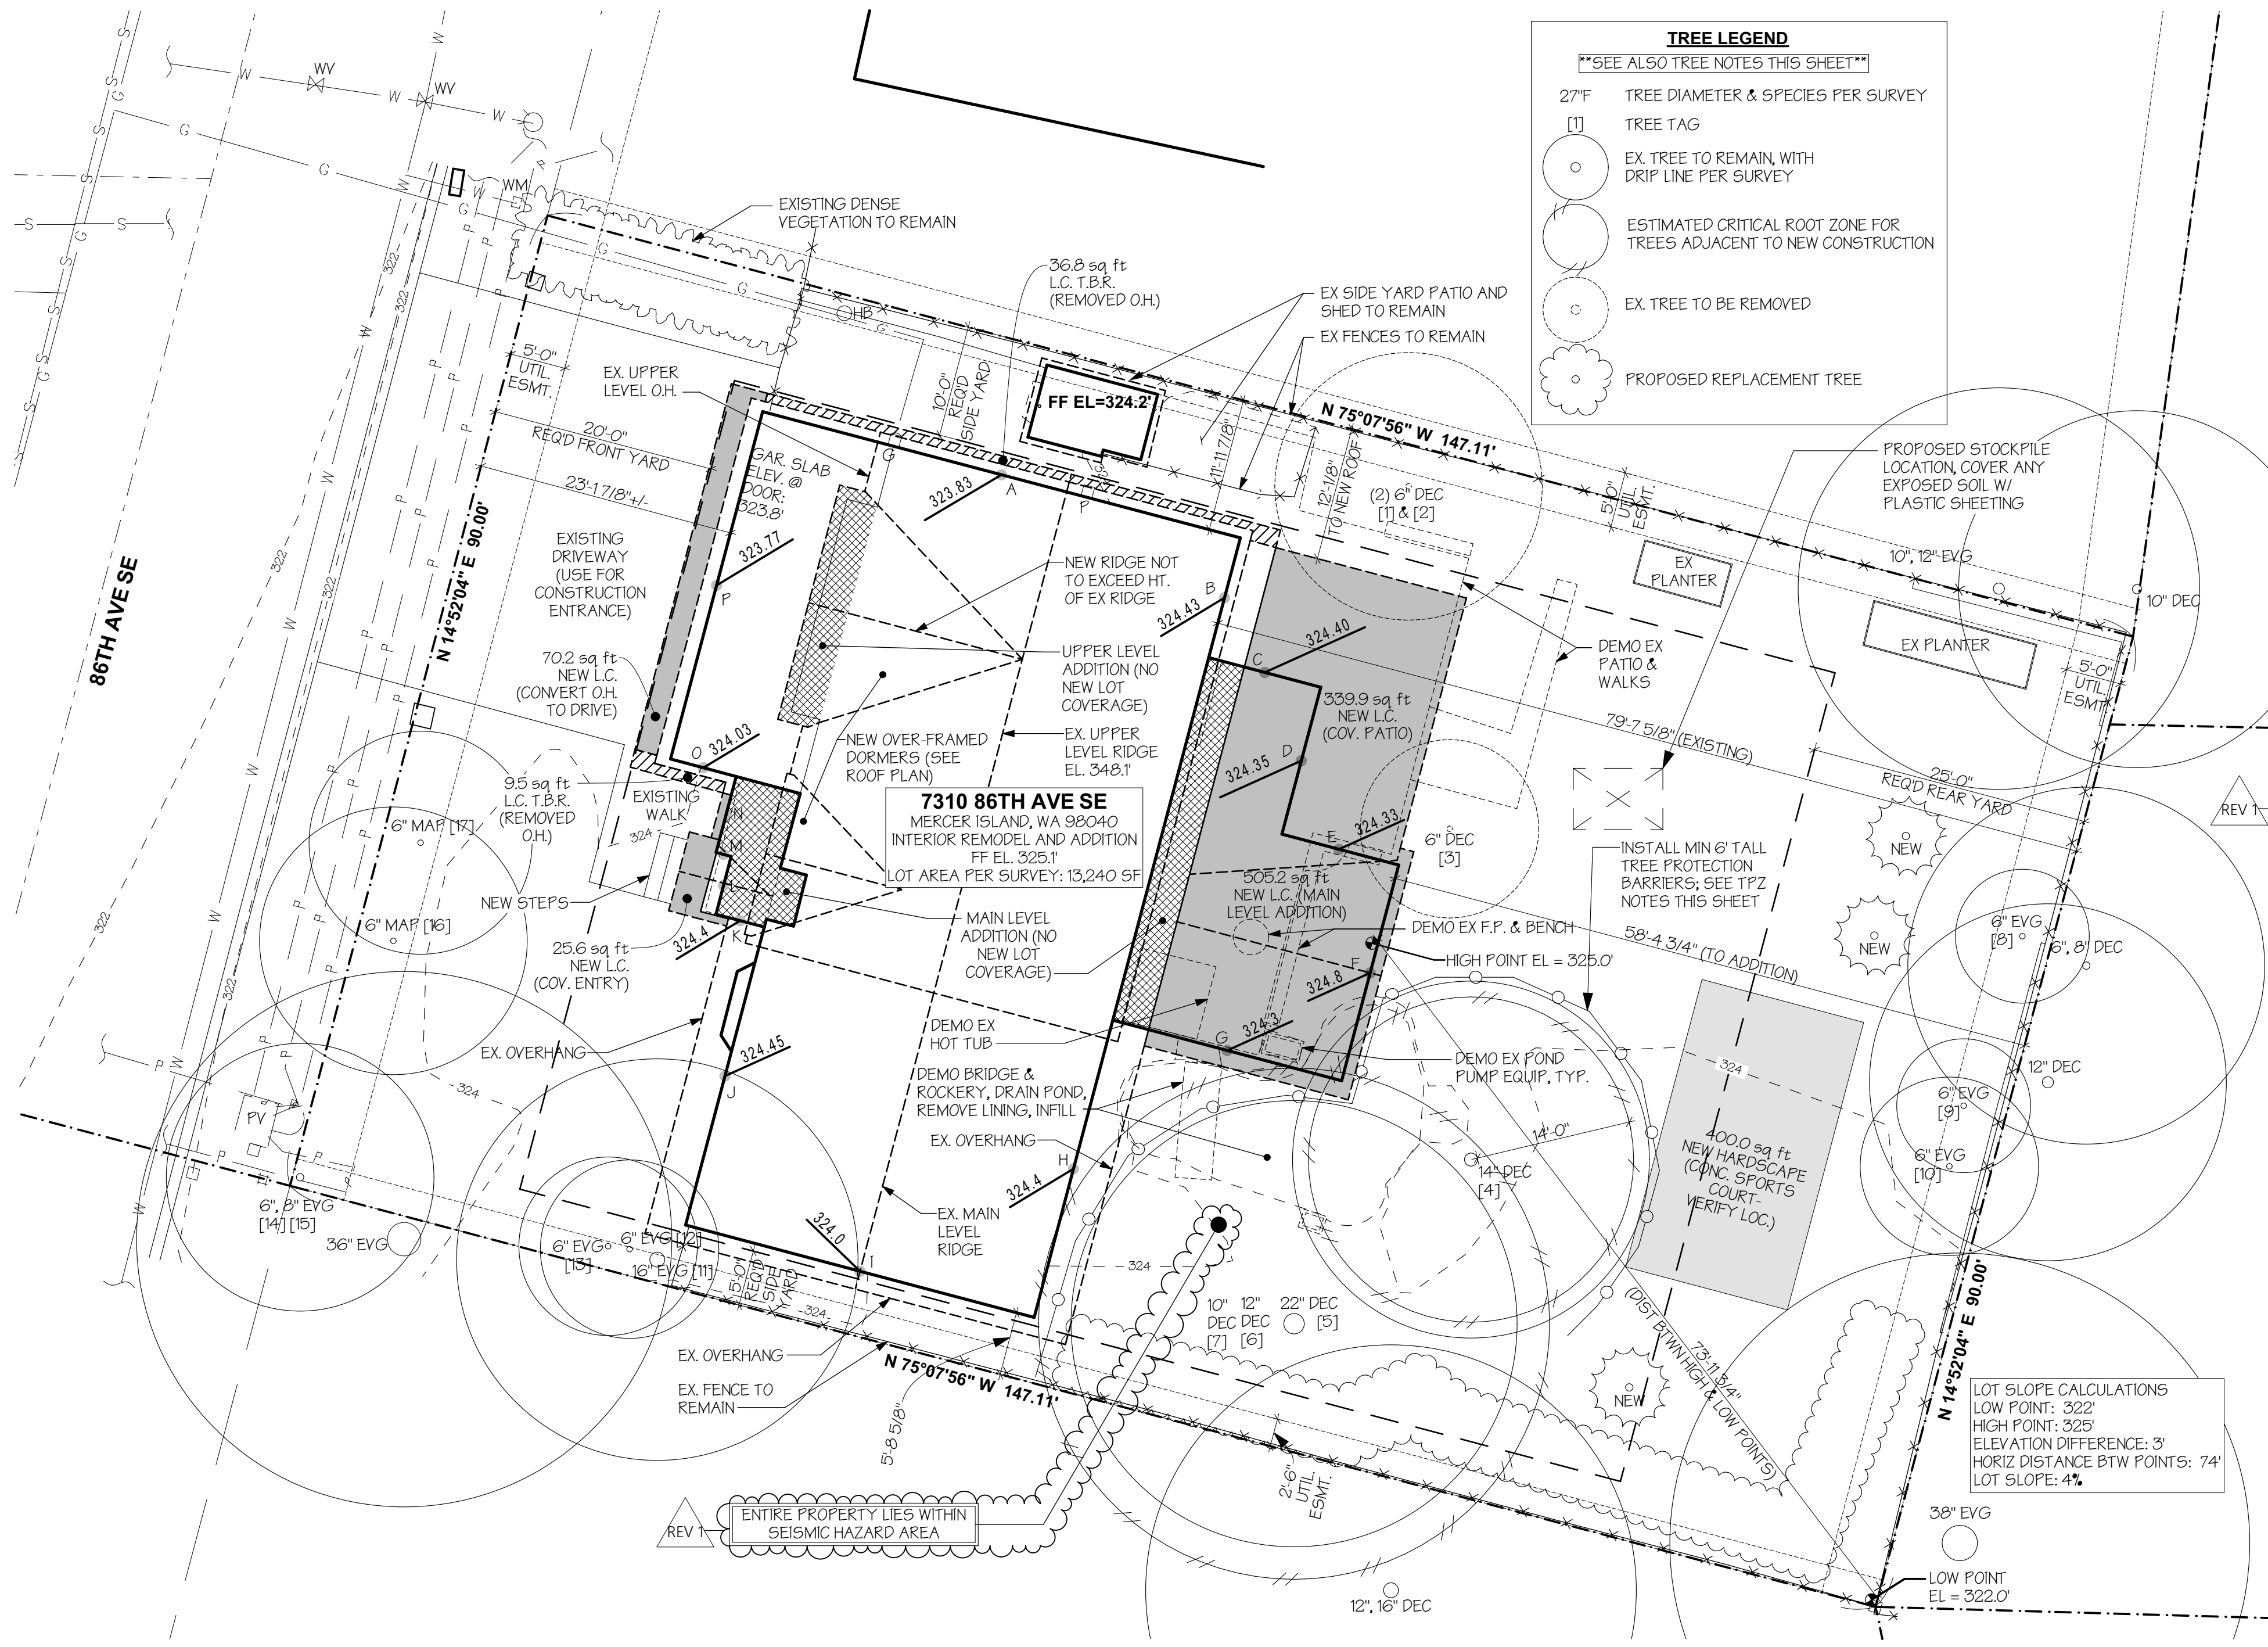 TREE LEGEND
**SEE ALSO TREE NOTES THIS SHEET**
27"F TREE DIAMETER & SPECIES PER SURVEY
[1] TREE TAG
EX. TREE TO REMAIN, WITH
DRIP LINE PER SURVEY
ESTIMATED CRITICAL ROOT ZONE FOR
TREES ADJACENT TO NEW CONSTRUCTION
EX. TREE TO BE REMOVED
PROPOSED REPLACEMENT TREE
WV
WV
WM
HB
EXISTING DENSE
VEGETATION TO REMAIN
36.8 sq ft
L.C. T.B.R.
(REMOVED O.H.)
EX SIDE YARD PATIO AND
SHED TO REMAIN
EX FENCES TO REMAIN
5'-0"
UTIL.
ESMT.
EX. UPPER
LEVEL O.H.
10'-0"
REQ'D
SIDE YARD
FF EL=324.2'
N 75°07'56" W 147.11'
PROPOSED STOCKPILE
LOCATION, COVER ANY
EXPOSED SOIL W/
PLASTIC SHEETING
20'-0"
REQ'D FRONT YARD
23'-1 7/8"+/-
GAR. SLAB
ELEV. @
DOOR:
323.8'
323.83
A
G
P
11'-11 7/8"
12'-1 1/8"
TO NEW ROOF
(2) 6" DEC
[1] & [2]
5'-0"
UTIL.
ESMT.
EXISTING
DRIVEWAY
(USE FOR
CONSTRUCTION
ENTRANCE)
323.77
P
NEW RIDGE NOT
TO EXCEED HT.
OF EX RIDGE
B
324.43
324.40
C
EX
PLANTER
10", 12" EVG
10" DEC
EX PLANTER
5'-0"
UTIL.
ESMT.
86TH AVE SE
N 14°52'04" E 90.00'
70.2 sq ft
NEW L.C.
(CONVERT O.H.
TO DRIVE)
UPPER LEVEL
ADDITION (NO
NEW LOT
COVERAGE)
DEMO EX
PATIO &
WALKS
339.9 sq ft
NEW L.C.
(COV. PATIO)
O
324.03
NEW OVER-FRAMED
DORMERS (SEE
ROOF PLAN)
EX. UPPER
LEVEL RIDGE
EL. 348.1'
324.35
D
79'-7 5/8" (EXISTING)
25'-0"
REQ'D REAR YARD
9.5 sq ft
L.C. T.B.R.
(REMOVED
O.H.)
EXISTING
WALK
7310 86TH AVE SE
MERCER ISLAND, WA 98040
INTERIOR REMODEL AND ADDITION
FF EL. 325.1'
LOT AREA PER SURVEY: 13,240 SF
REV 1
6" MAP [17]
324
N
M
E
324.33
6" DEC
[3]
INSTALL MIN 6' TALL
TREE PROTECTION
BARRIERS; SEE TPZ
NOTES THIS SHEET
NEW
NEW STEPS
505.2 sq ft
NEW L.C. (MAIN
LEVEL ADDITION)
6" MAP [16]
MAIN LEVEL
ADDITION (NO
NEW LOT
COVERAGE)
DEMO EX F.P. & BENCH
58'-4 3/4" (TO ADDITION)
NEW
6" EVG
[8]
6", 8" DEC
25.6 sq ft
NEW L.C.
(COV. ENTRY)
324.4
K
HIGH POINT EL = 325.0'
F
324.8
322
322
322
322
322
322
DEMO EX
HOT TUB
G
324.3
EX. OVERHANG
324.45
J
DEMO EX POND
PUMP EQUIP., TYP.
324
12" DEC
DEMO BRIDGE &
ROCKERY, DRAIN POND,
REMOVE LINING, INFILL
324
PV
6" EVG
[9]
EX. OVERHANG
14'-0"
400.0 sq ft
NEW HARDSCAPE
(CONC. SPORTS
COURT-
VERIFY LOC.)
H
324.4
14" DEC
[4]
6" EVG
[10]
6", 8" EVG
[14] [15]
36" EVG
EX. MAIN
LEVEL
RIDGE
324.0
I
6" EVG
[13]
6" EVG [12]
16" EVG [11]
5'-0"
REQ'D
SIDE
YARD
324
324
10"
DEC
[7]
12"
DEC
[6]
22" DEC
[5]
EX. OVERHANG
EX. FENCE TO
REMAIN
N 75°07'56" W 147.11'
5'-8 5/8"
2'-6"
UTIL.
ESMT.
NEW
73'-11 3/4"
(DIST BTWN HIGH & LOW POINTS)
N 14°52'04" E 90.00'
LOT SLOPE CALCULATIONS
LOW POINT: 322'
HIGH POINT: 325'
ELEVATION DIFFERENCE: 3'
HORIZ DISTANCE BTW POINTS: 74'
LOT SLOPE: 4%
REV 1
ENTIRE PROPERTY LIES WITHIN
SEISMIC HAZARD AREA
38" EVG
12", 16" DEC
LOW POINT
EL = 322.0'